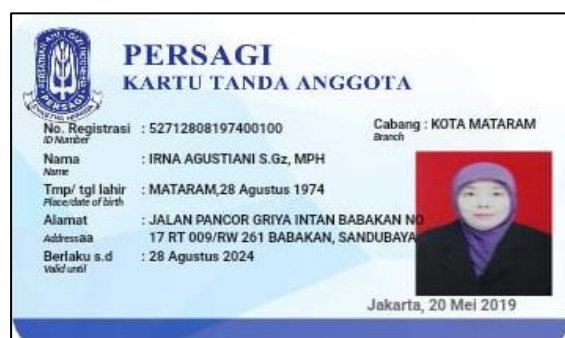 PERSAGI
KARTU TANDA ANGGOTA
No. Registrasi : 52712808197400100
ID Number
Cabang : KOTA MATARAM
Branch
Nama : IRNA AGUSTIANI S.Gz, MPH
Name
Tmp/ tgl lahir : MATARAM,28 Agustus 1974
Place/date of birth
Alamat : JALAN PANCOR GRIYA INTAN BABAKAN NO
Addressaa 17 RT 009/RW 261 BABAKAN, SANDUBAYA
Berlaku s.d : 28 Agustus 2024
Valid until
Jakarta, 20 Mei 2019